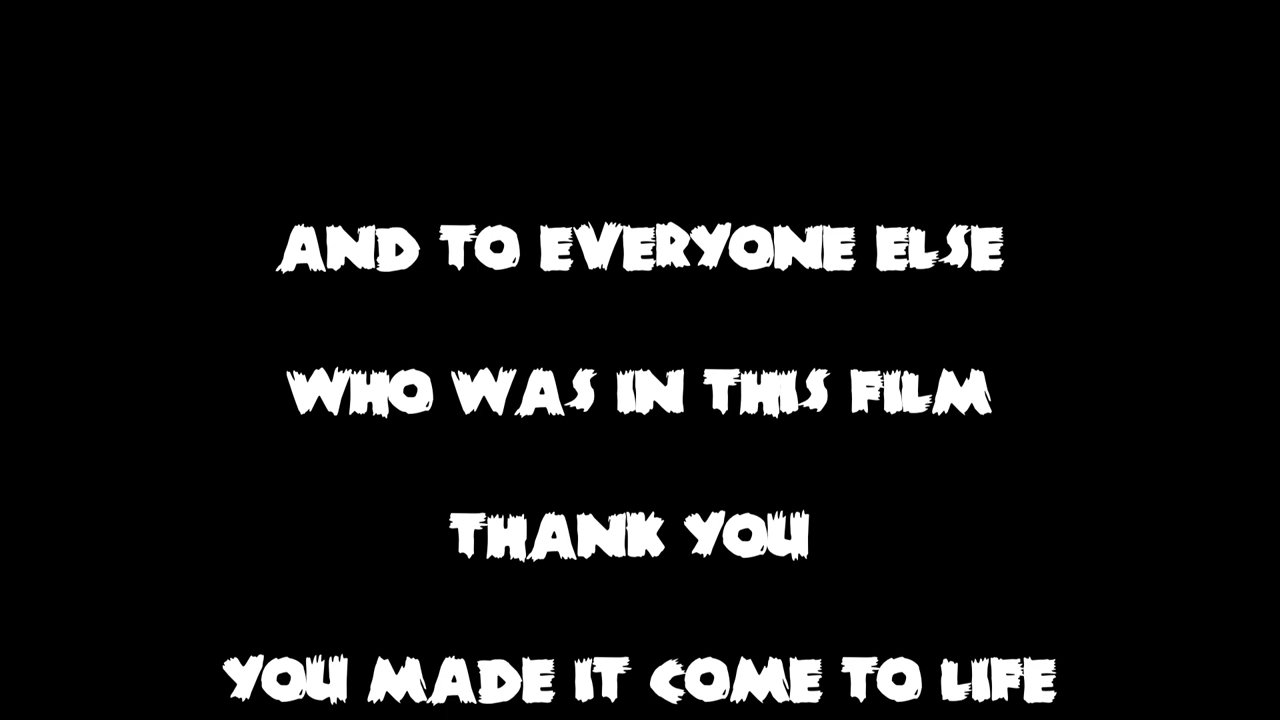 AND TO EVERYONE ELSE
WHO WAS IN THIS FILM
THANK YOU
YOU MADE IT COME TO LIFE